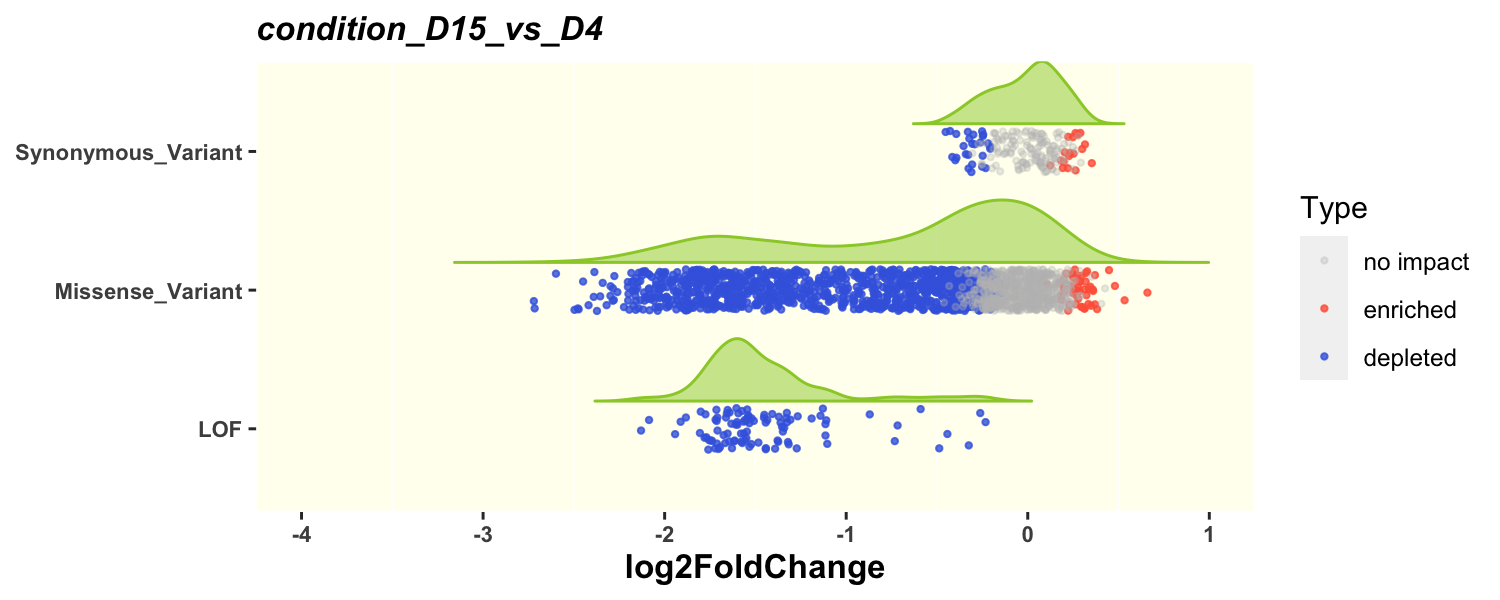 condition_D15_vs_D4
Synonymous_Variant
Missense_Variant
LOF
-4 -3 -2 -1 0 1
log2FoldChange
Type
no impact
enriched
depleted